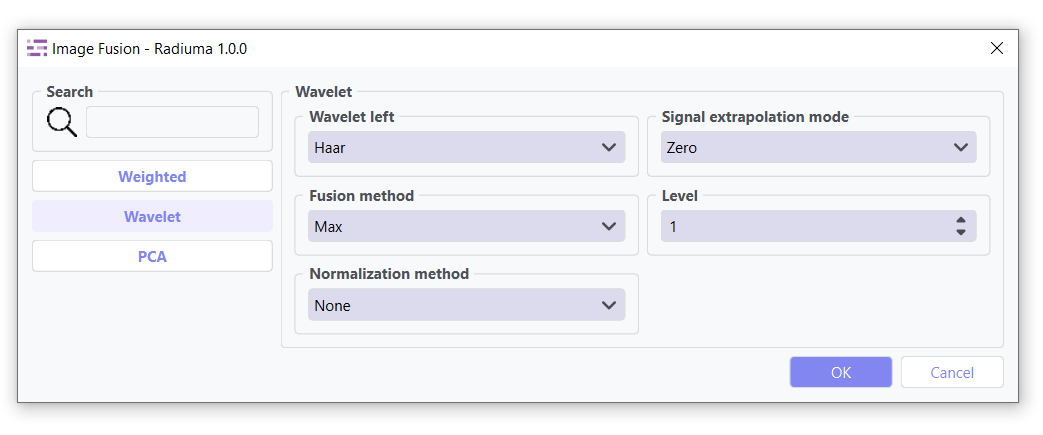 Image Fusion - Radiuma 1.0.0
Search
Weighted
Wavelet
PCA
Wavelet
Wavelet left
Haar
Signal extrapolation mode
Zero
Fusion method
Max
Level
1
Normalization method
None
OK
Cancel